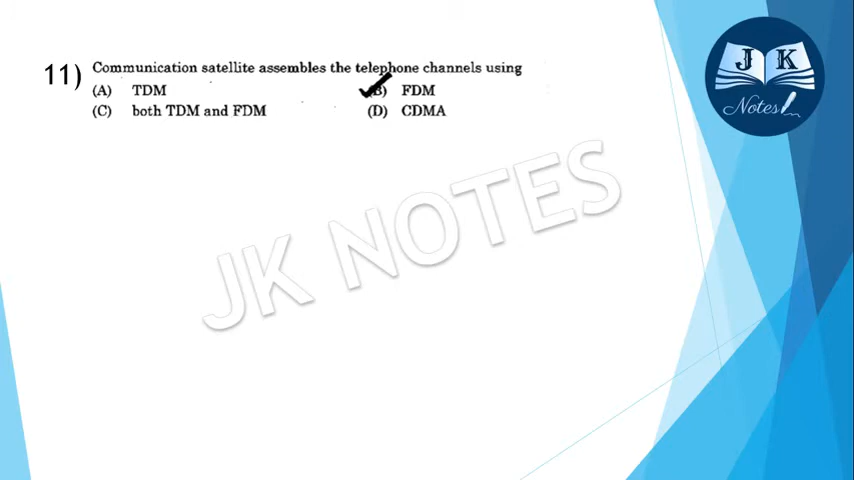 11) Communication satellite assembles the telephone channels using
(A) TDM (B) FDM
(C) both TDM and FDM (D) CDMA
J K
Notes
JK NOTES